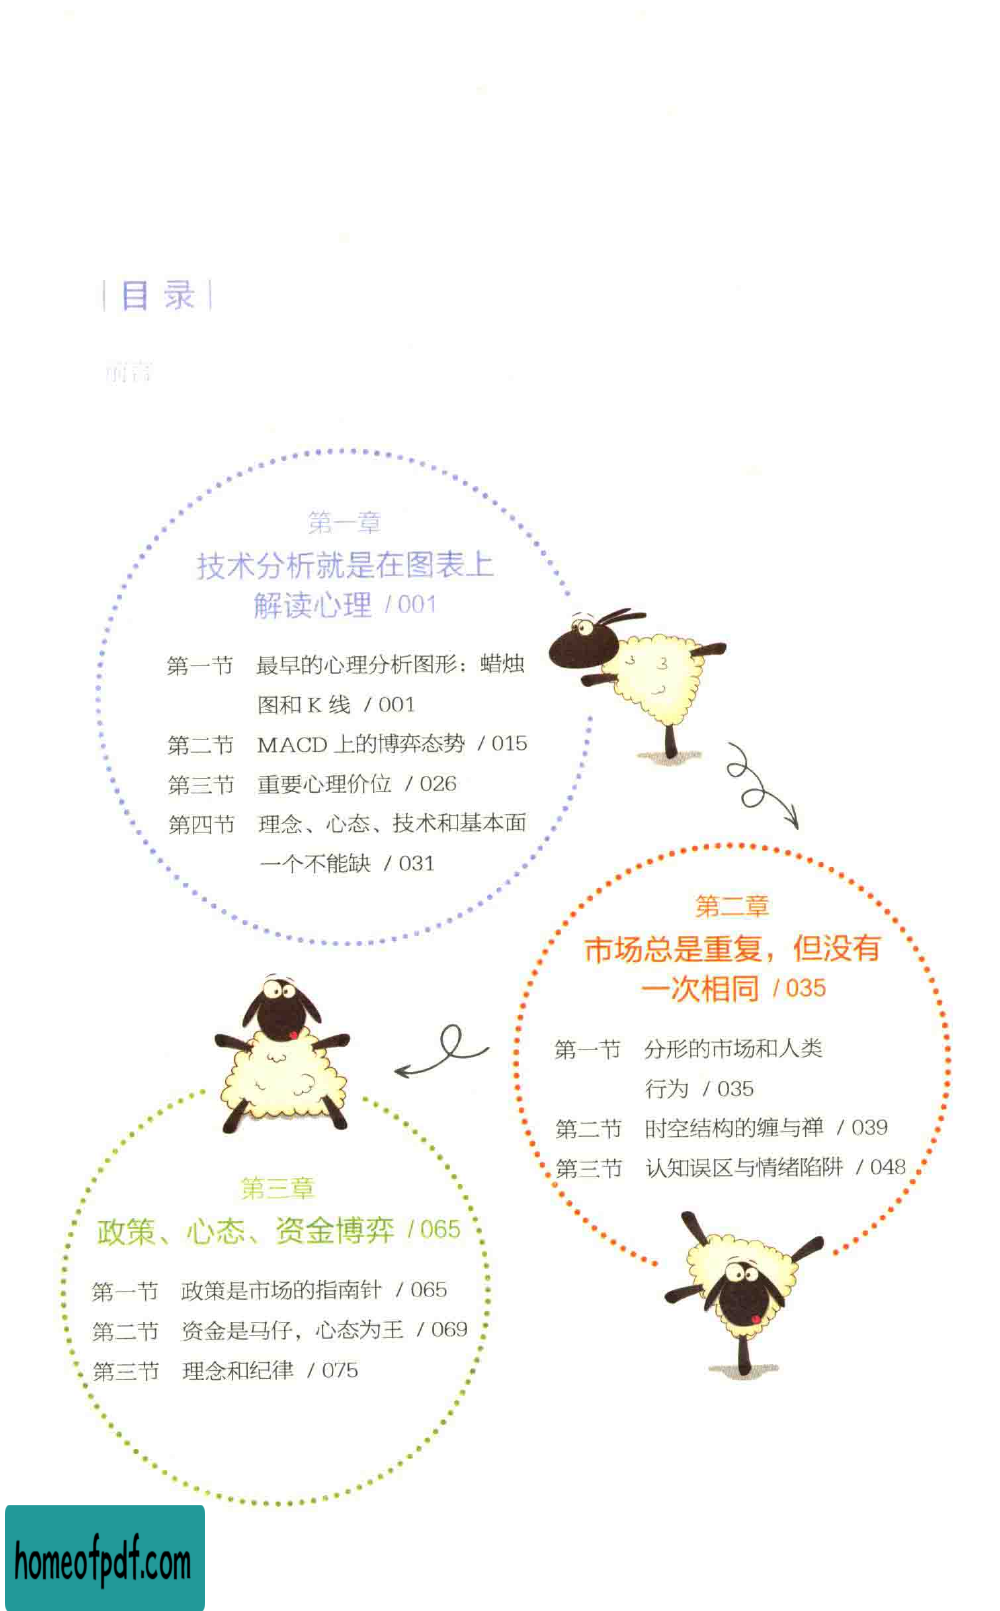 目录
前言
第一章
技术分析就是在图表上
解读心理 / 001
第一节 最早的心理分析图形：蜡烛
图和 K 线 / 001
第二节 MACD 上的博弈态势 / 015
第三节 重要心理价位 / 026
第四节 理念、心态、技术和基本面
一个不能缺 / 031
第二章
市场总是重复，但没有
一次相同 / 035
第一节 分形的市场和人类
行为 / 035
第二节 时空结构的缠与禅 / 039
第三节 认知误区与情绪陷阱 / 048
第三章
政策、心态、资金博弈 / 065
第一节 政策是市场的指南针 / 065
第二节 资金是马仔，心态为王 / 069
第三节 理念和纪律 / 075
homeofpdf.com